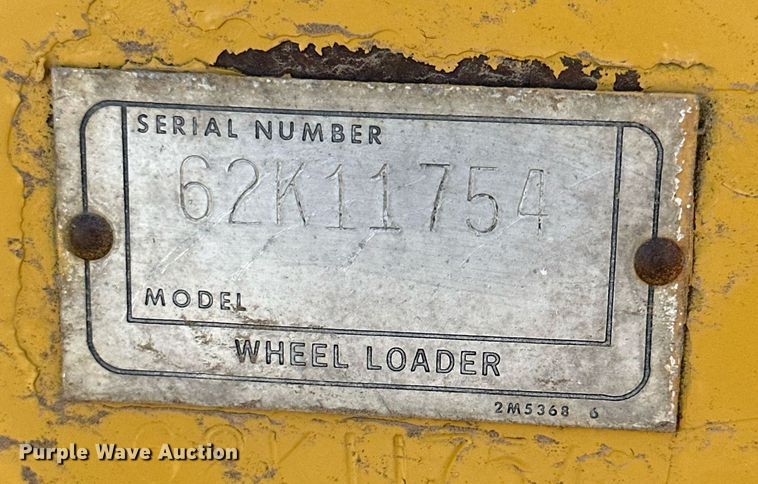 SERIAL NUMBER
62K11754
MODEL
WHEEL LOADER
2M5368 6
Purple Wave Auction